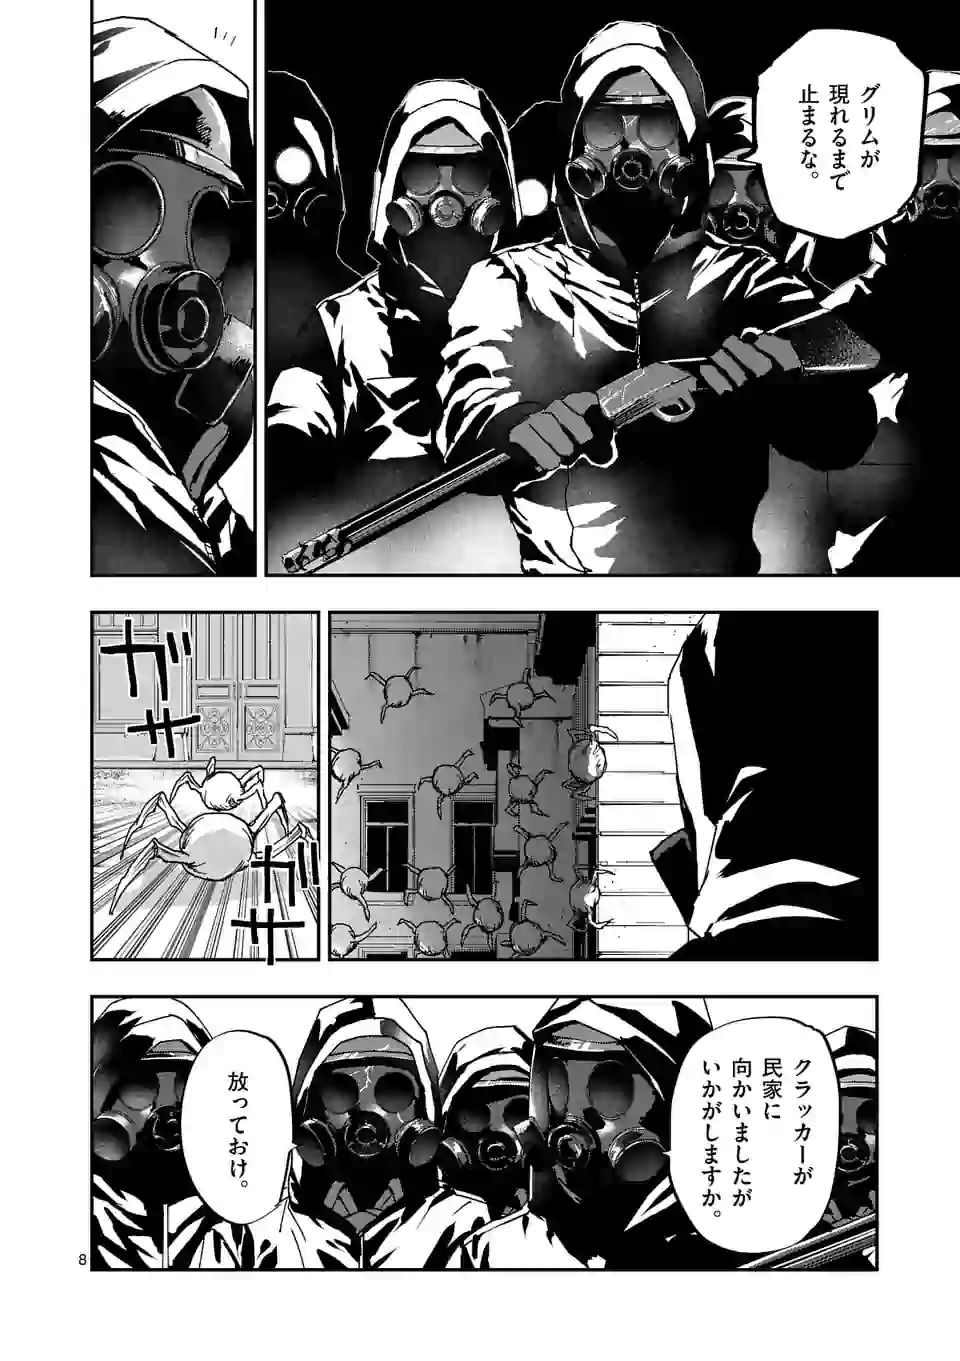 グリムが
現れるまで
止まるな。
ガサ
ガサ
クラッカーが
民家に
向かいましたが
いかがしますか。
放っておけ。
8